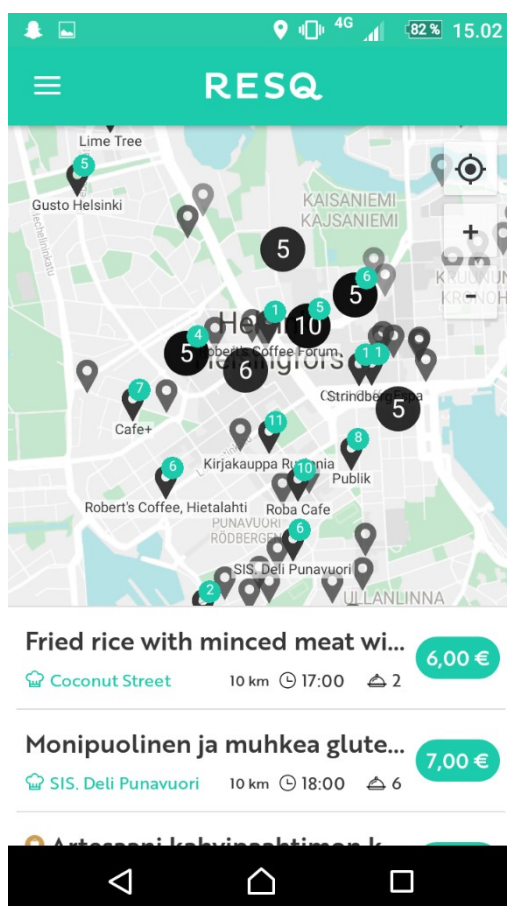 4G 82% 15.02
RESQ
Lime Tree
5
Gusto Helsinki
KAISANIEMI
KAJSANIEMI
5
+
-
6
5
1
5
10
4
5
Robert's Coffee Forum
6
Helsingfors
1 1
Strindberg
5
7
Cafe+
11
Kirjakauppa
8
Publik
6
Robert's Coffee, Hietalahti
10
Roba Cafe
PUNAVUORI
6
SIS. Deli Punavuori
2
ULLANLINNA
Fried rice with minced meat wi...
6,00 €
Coconut Street 10 km 17:00 2
Monipuolinen ja muhkea glute...
7,00 €
SIS. Deli Punavuori 10 km 18:00 6